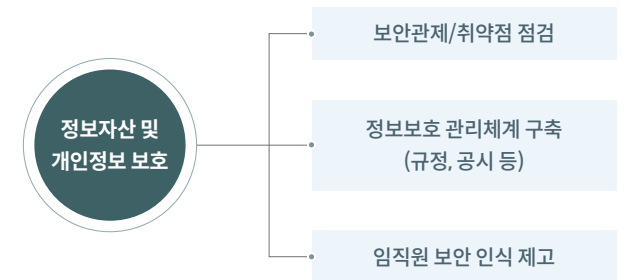 정보자산 및
개인정보 보호
보안관제/취약점 점검
정보보호 관리체계 구축
(규정, 공시 등)
임직원 보안 인식 제고